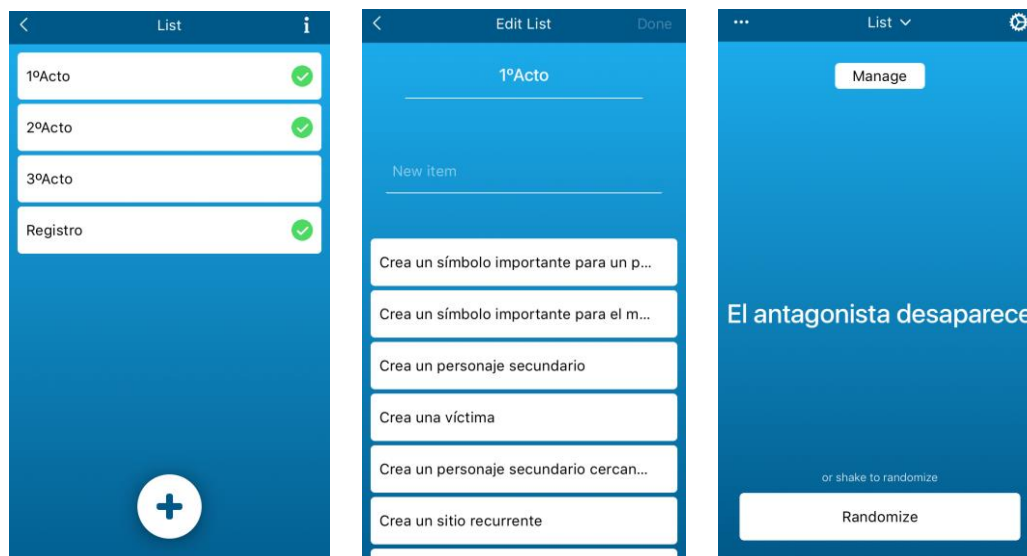 List
i
1ºActo
2ºActo
3ºActo
Registro
Edit List
Done
1ºActo
New item
Crea un símbolo importante para un p...
Crea un símbolo importante para el m...
Crea un personaje secundario
Crea una víctima
Crea un personaje secundario cercan...
Crea un sitio recurrente
...
List
Manage
El antagonista desaparece
or shake to randomize
Randomize